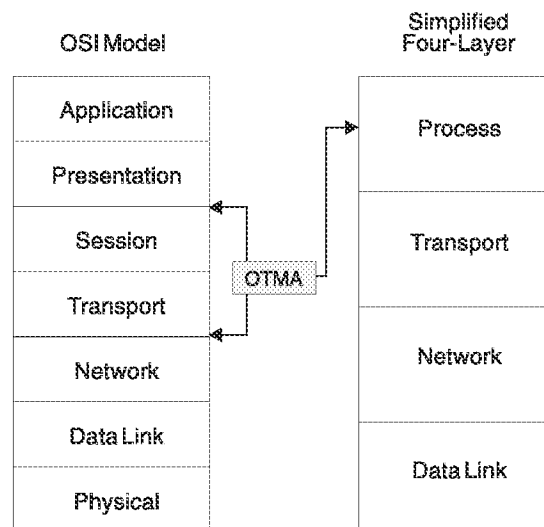 OSI Model
Application
Presentation
Session
Transport
Network
Data Link
Physical
OTMA
Simplified
Four-Layer
Process
Transport
Network
Data Link